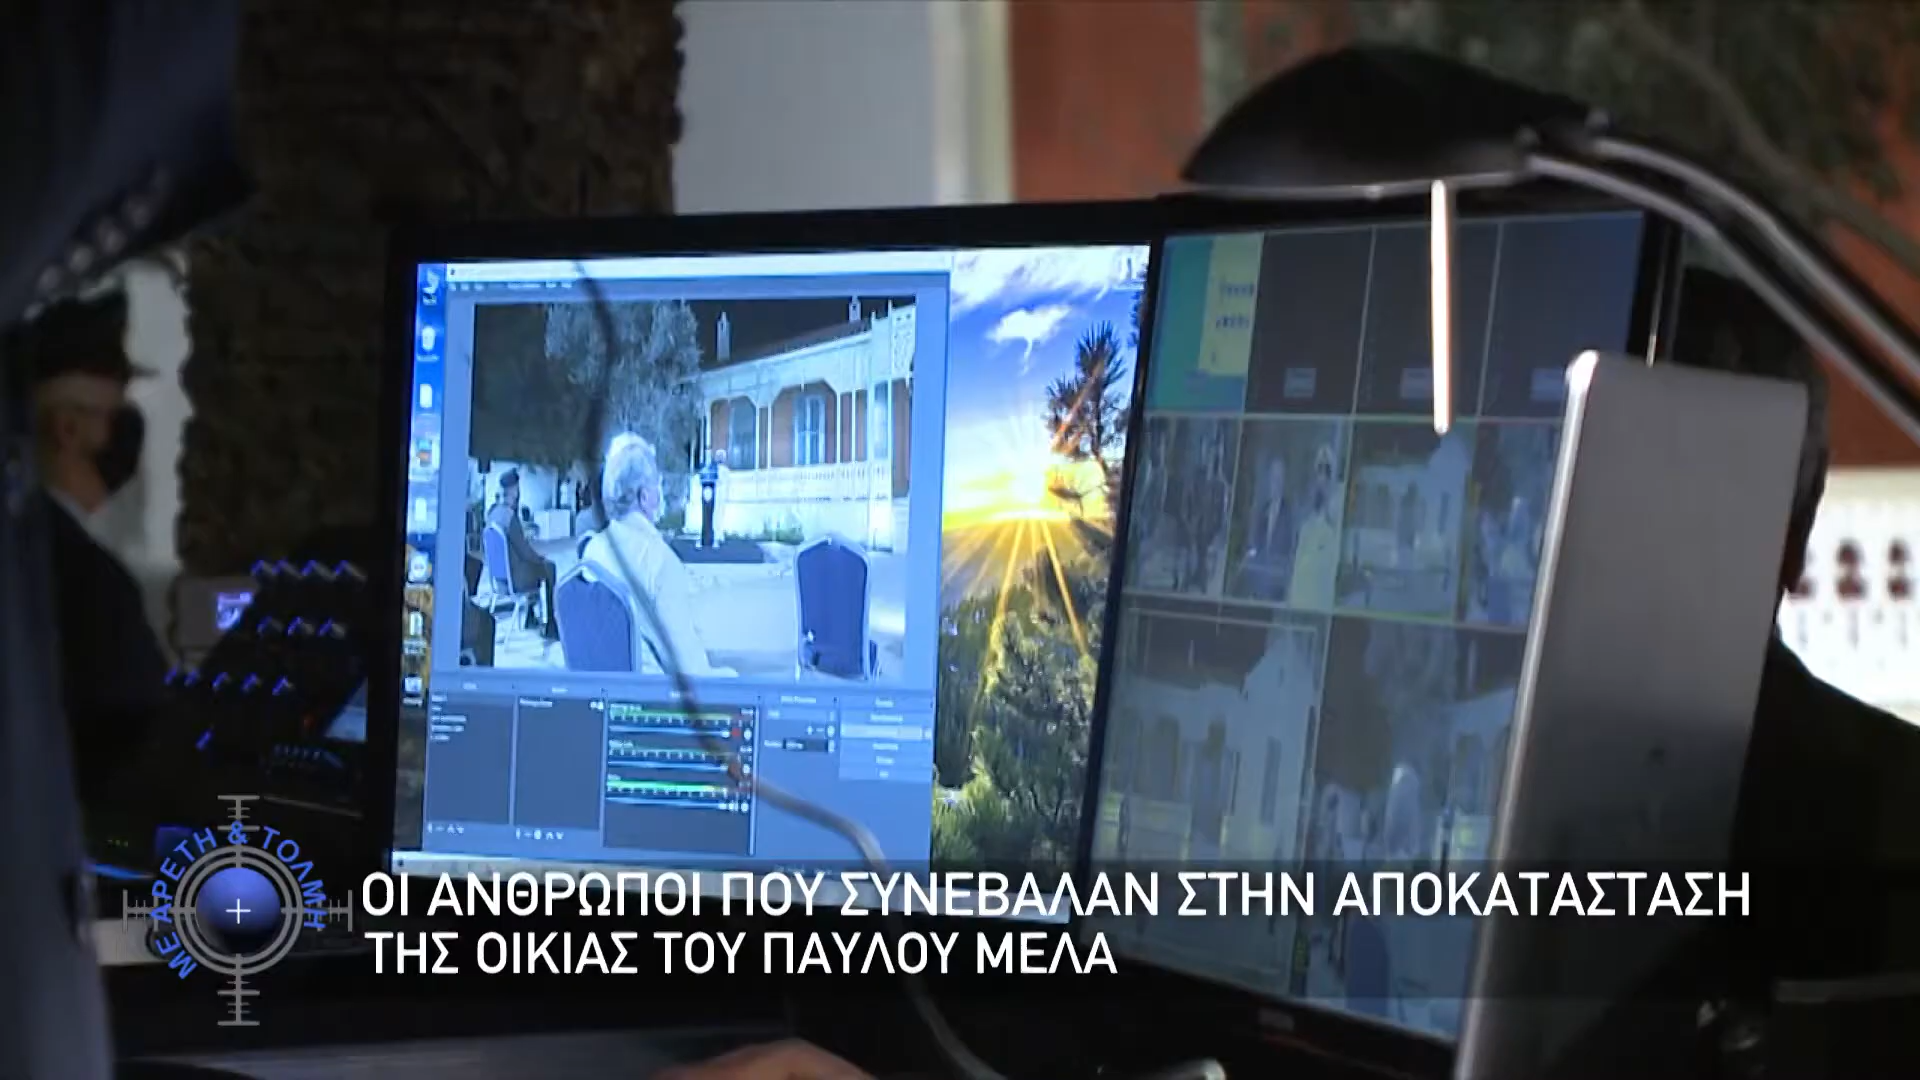 ΜΕ ΑΡΕΤΗ & ΤΟΛΜΗ
ΟΙ ΑΝΘΡΩΠΟΙ ΠΟΥ ΣΥΝΕΒΑΛΑΝ ΣΤΗΝ ΑΠΟΚΑΤΑΣΤΑΣΗ
ΤΗΣ ΟΙΚΙΑΣ ΤΟΥ ΠΑΥΛΟΥ ΜΕΛΑ